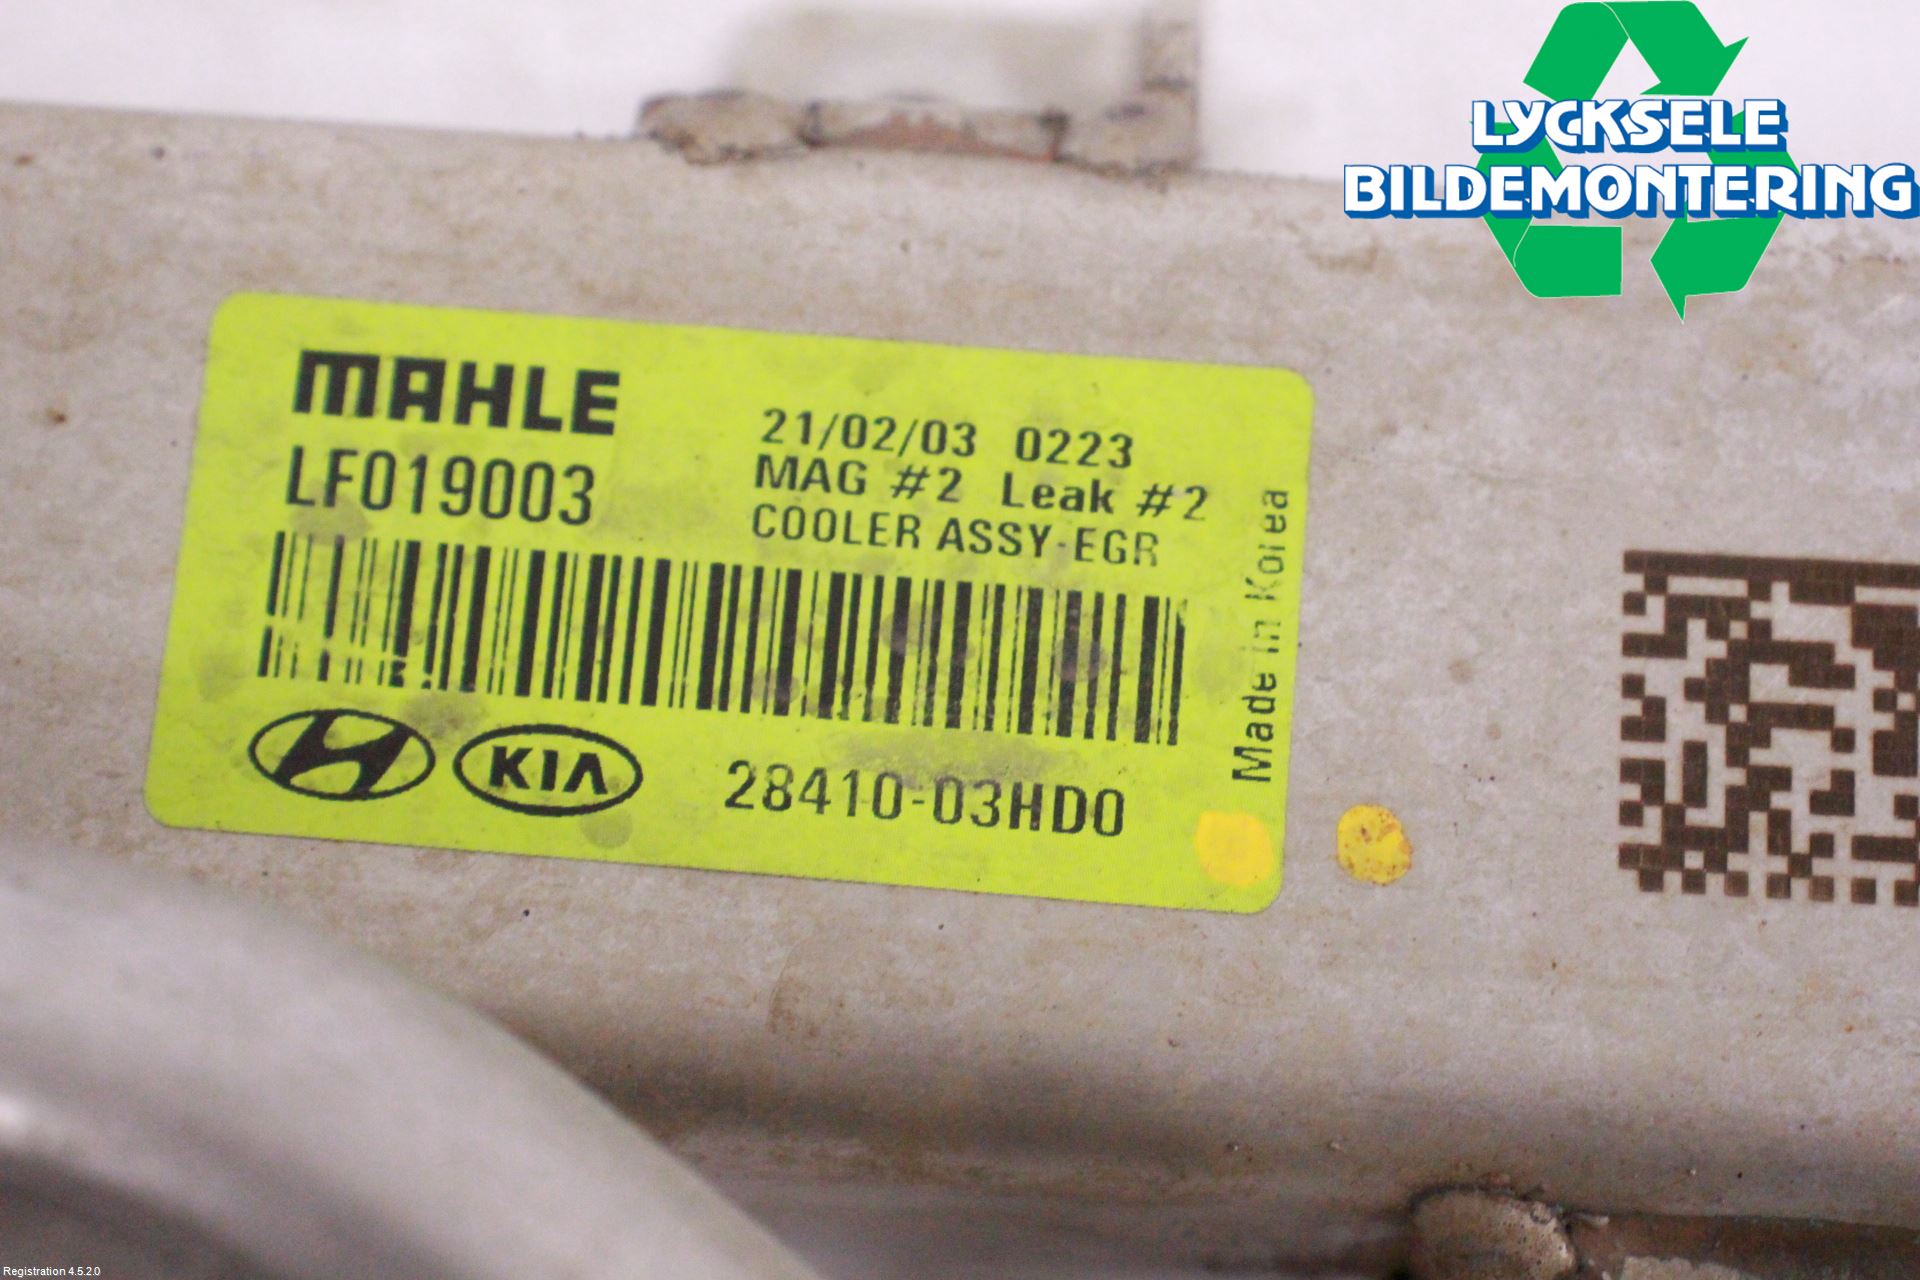 LYCKSELE
BILDEMONTERING
MAHLE
LF019003
21/02/03 0223
MAG #2 Leak #2
COOLER ASSY-EGR
Made in Korea
KIA
28410-03HD0
Registration 4.5.2.0